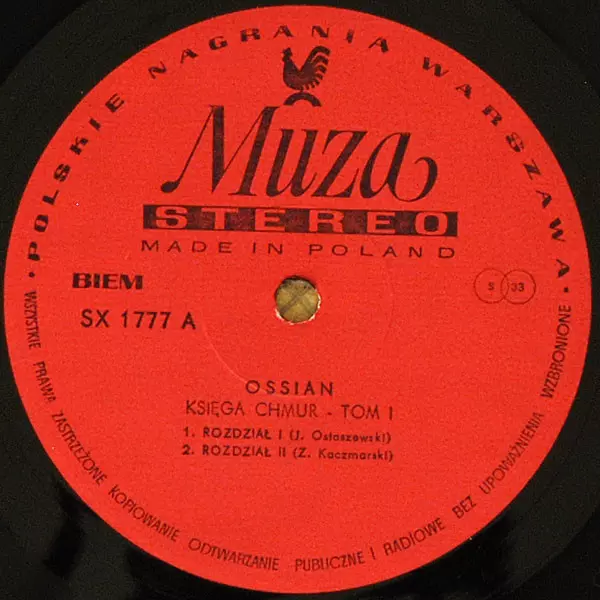 · POLSKIE NAGRANIA WARSZAWA ·
Muza
STEREO
MADE IN POLAND
BIEM
S 33
SX 1777 A
OSSIAN
KSIĘGA CHMUR - TOM I
1. ROZDZIAŁ I (J. Ostaszewski)
2. ROZDZIAŁ II (Z. Kaczmarski)
WSZYSTKIE PRAWA ZASTRZEŻONE KOPIOWANIE ODTWARZANIE PUBLICZNE I RADIOWE BEZ UPOWAŻNIENIA WZBRONIONE